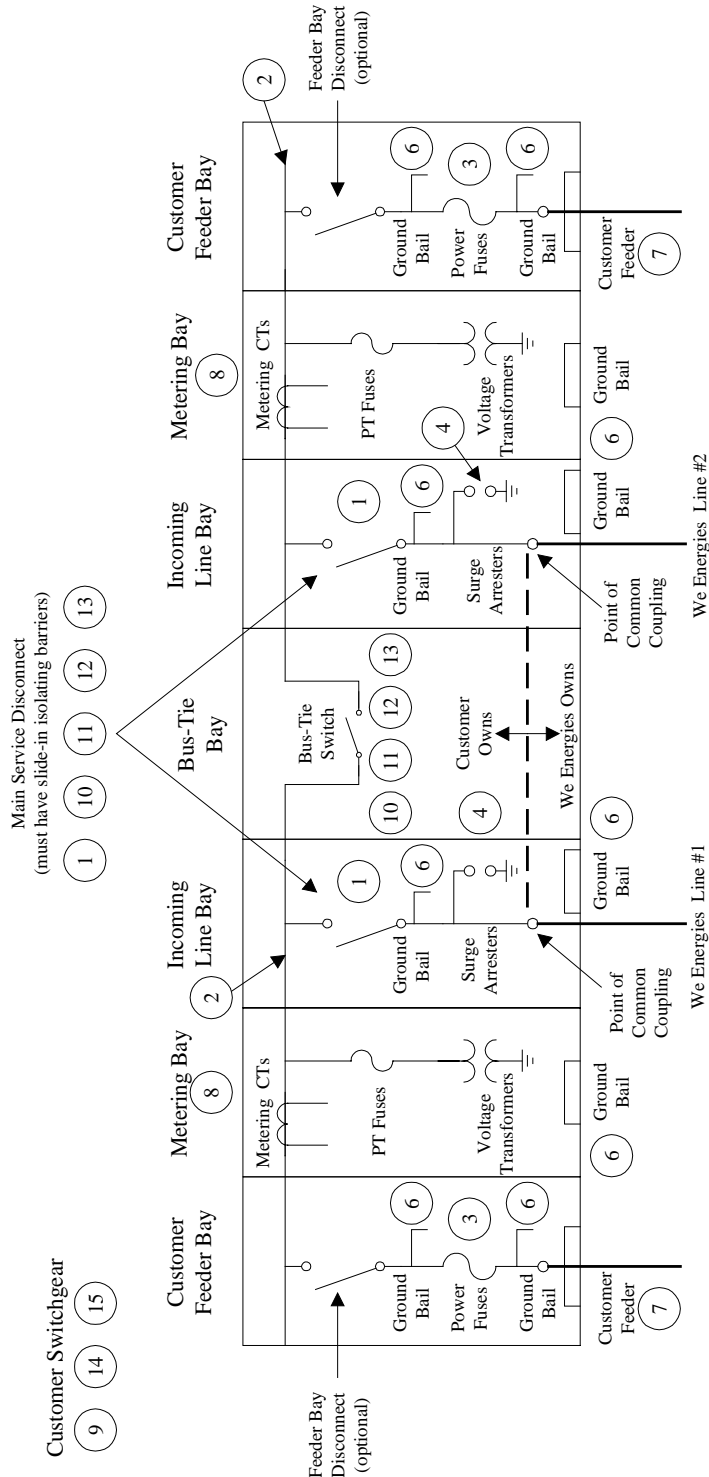 Customer Switchgear
9 14 15
Main Service Disconnect
(must have slide-in isolating barriers)
1 10 11 12 13
Customer
Feeder Bay
Metering Bay
8
Incoming
Line Bay
Bus-Tie
Bay
Incoming
Line Bay
Metering Bay
8
Customer
Feeder Bay
2
2
Feeder Bay
Disconnect
(optional)
Ground
Bail
6
Power
Fuses
3
Ground
Bail
6
Customer
Feeder
7
Metering CTs
PT Fuses
Voltage
Transformers
6
Ground
Bail
1
Ground
Bail
6
Surge
Arresters
4
Point of
Common
Coupling
Ground
Bail
6
We Energies Line #1
Bus-Tie
Switch
10 11 12 13
Customer
Owns
We Energies Owns
1
Ground
Bail
6
Surge
Arresters
4
Point of
Common
Coupling
Ground
Bail
6
We Energies Line #2
Metering CTs
PT Fuses
Voltage
Transformers
Ground
Bail
Feeder Bay
Disconnect
(optional)
Ground
Bail
6
Power
Fuses
3
Ground
Bail
6
Customer
Feeder
7